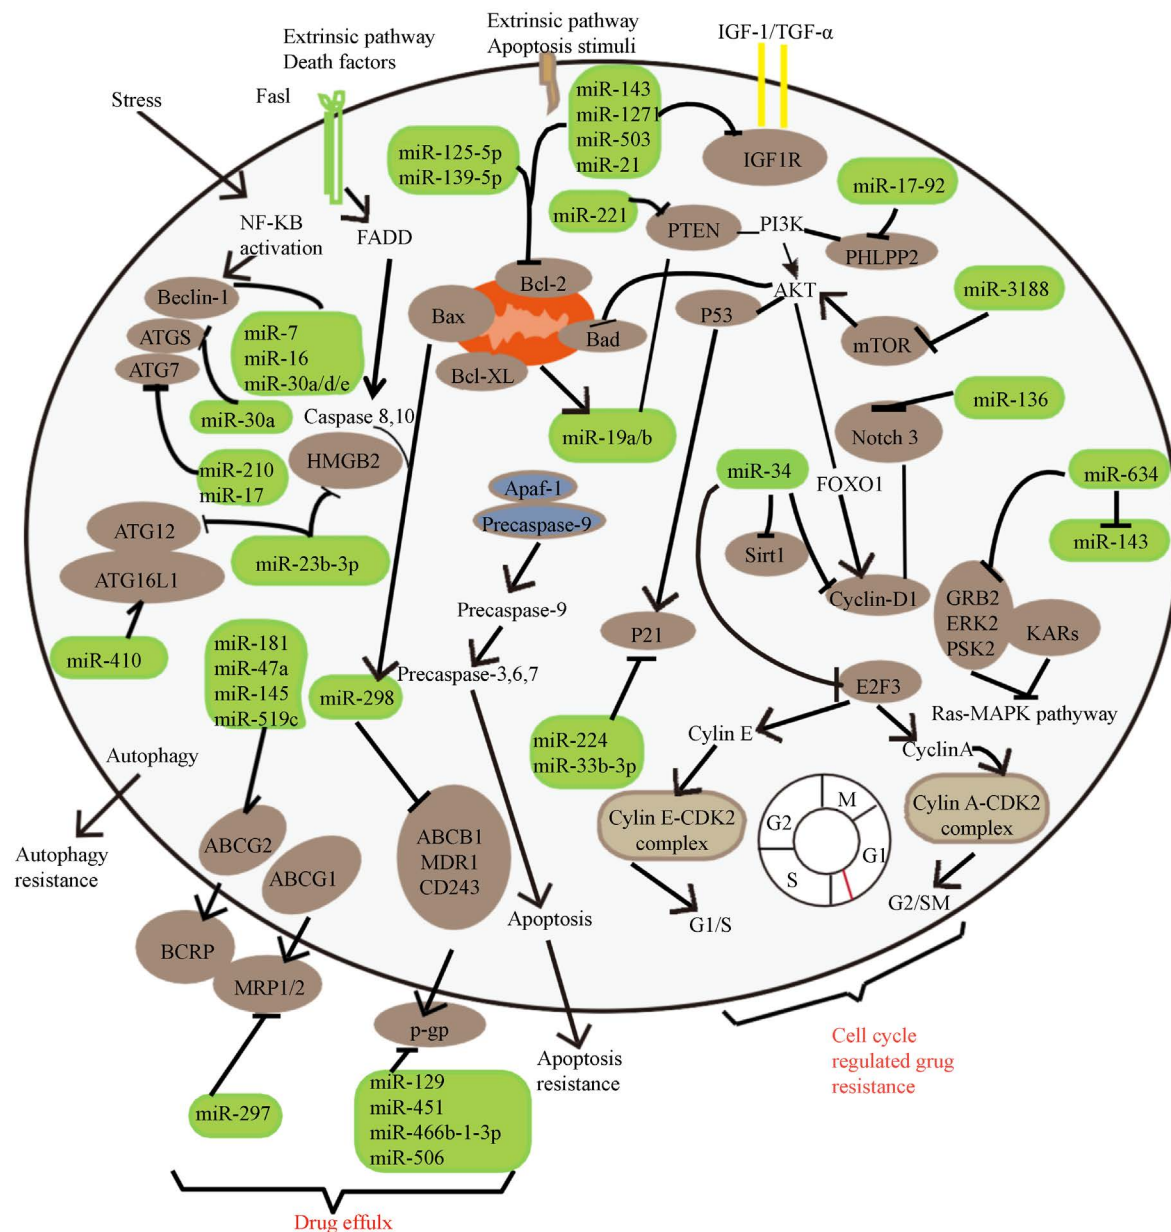 Extrinsic pathway
Death factors
Extrinsic pathway
Apoptosis stimuli
IGF-1/TGF-α
Stress
Fasl
miR-143
miR-1271
miR-503
miR-21
miR-125-5p
miR-139-5p
IGF1R
miR-17-92
miR-221
NF-KB
activation
FADD
PTEN
PI3K
PHLPP2
Beclin-1
Bcl-2
AKT
miR-3188
ATGS
Bax
P53
Bad
mTOR
miR-7
miR-16
miR-30a/d/e
ATG7
Bcl-XL
miR-30a
Caspase 8,10
miR-19a/b
Notch 3
miR-136
HMGB2
miR-210
miR-17
miR-34
FOXO1
miR-634
Apaf-1
Precaspase-9
ATG12
miR-23b-3p
Sirt1
miR-143
ATG16L1
Cyclin-D1
GRB2
ERK2
PSK2
KARs
Precaspase-9
P21
miR-410
miR-181
miR-47a
miR-145
miR-519c
miR-298
Precaspase-3,6,7
E2F3
Ras-MAPK pathyway
miR-224
miR-33b-3p
Cylin E
CyclinA
Autophagy
Cylin E-CDK2
complex
M
G2
G1
S
Cylin A-CDK2
complex
ABCG2
ABCB1
MDR1
CD243
Autophagy
resistance
ABCG1
Apoptosis
G1/S
G2/SM
BCRP
MRP1/2
p-gp
Cell cycle
regulated grug
resistance
Apoptosis
resistance
miR-297
miR-129
miR-451
miR-466b-1-3p
miR-506
Drug effulx